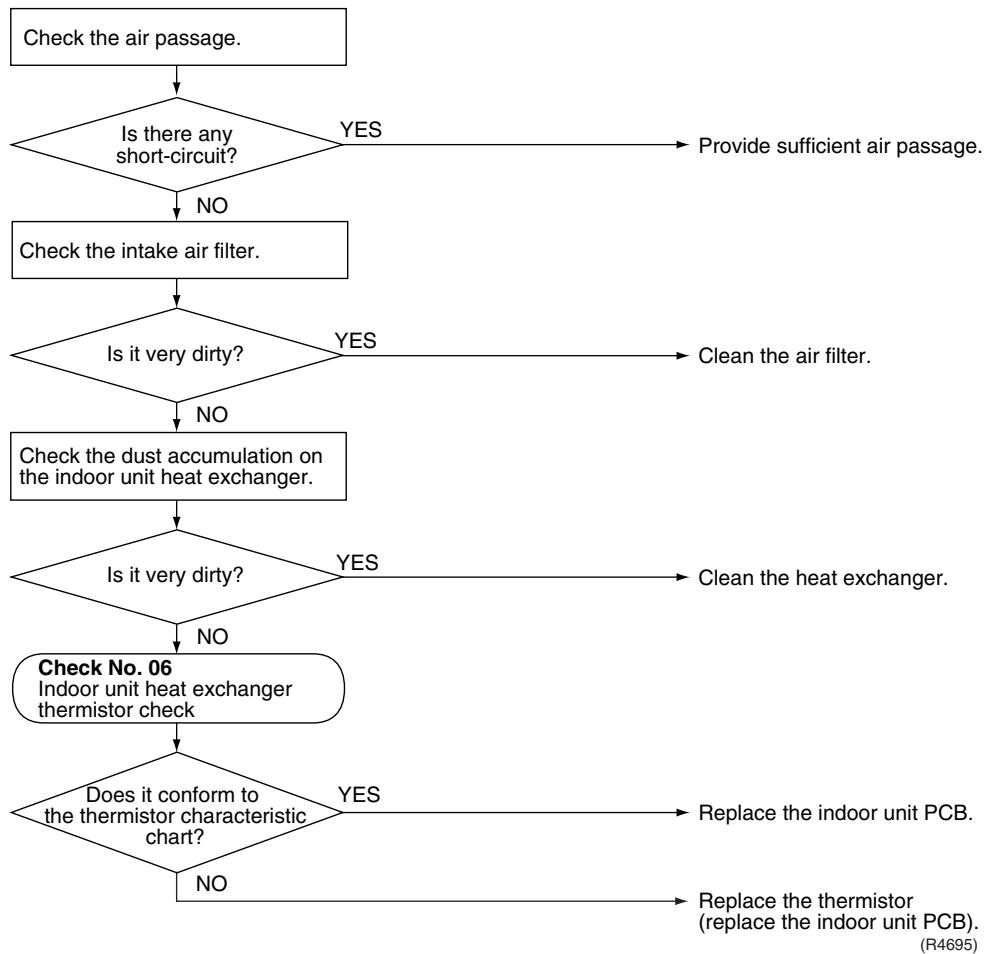 Check the air passage.
Is there any
short-circuit?
YES
Provide sufficient air passage.
NO
Check the intake air filter.
Is it very dirty?
YES
Clean the air filter.
NO
Check the dust accumulation on
the indoor unit heat exchanger.
Is it very dirty?
YES
Clean the heat exchanger.
NO
Check No. 06
Indoor unit heat exchanger
thermistor check
Does it conform to
the thermistor characteristic
chart?
YES
Replace the indoor unit PCB.
NO
Replace the thermistor
(replace the indoor unit PCB).
(R4695)